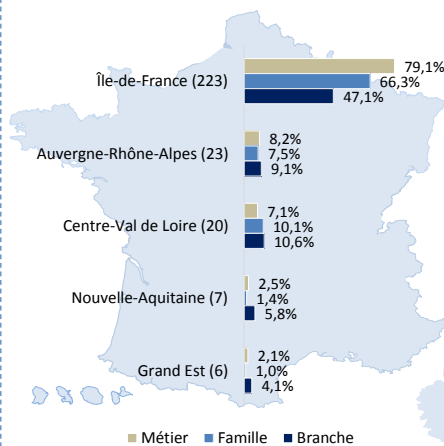 Île-de-France (223)
79,1%
66,3%
47,1%
Auvergne-Rhône-Alpes (23)
8,2%
7,5%
9,1%
Centre-Val de Loire (20)
7,1%
10,1%
10,6%
Nouvelle-Aquitaine (7)
2,5%
1,4%
5,8%
Grand Est (6)
2,1%
1,0%
4,1%
Métier Famille Branche